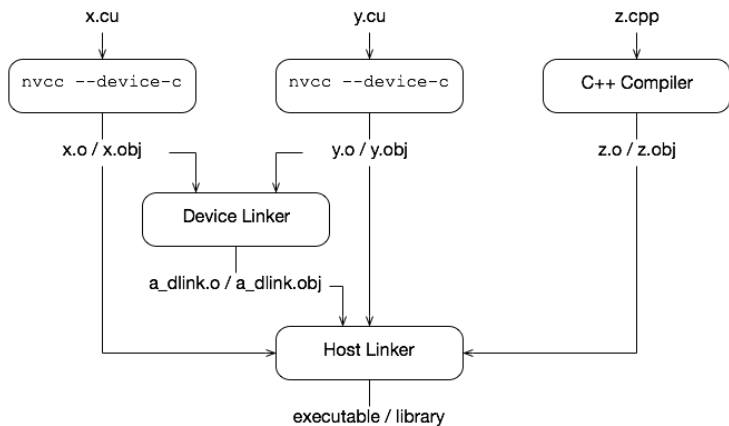 x.cu
y.cu
z.cpp
nvcc --device-c
nvcc --device-c
C++ Compiler
x.o / x.obj
y.o / y.obj
z.o / z.obj
Device Linker
a_dlink.o / a_dlink.obj
Host Linker
executable / library